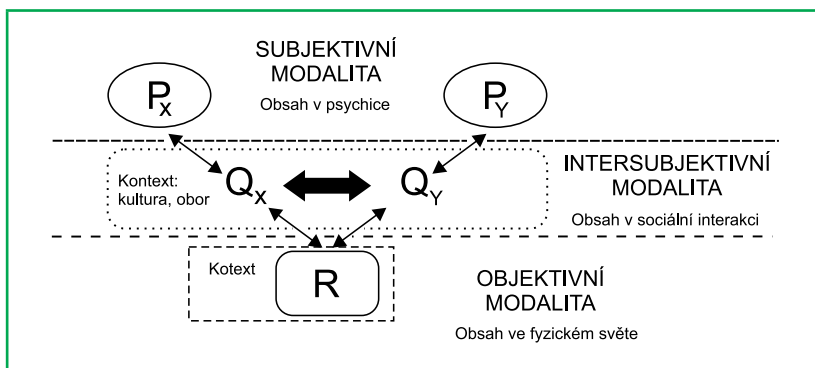 SUBJEKTIVNÍ
MODALITA
Obsah v psychice
PX
PY
INTERSUBJEKTIVNÍ
MODALITA
Obsah v sociální interakci
Kontext:
kultura, obor
QX
QY
Kotext
R
OBJEKTIVNÍ
MODALITA
Obsah ve fyzickém světe